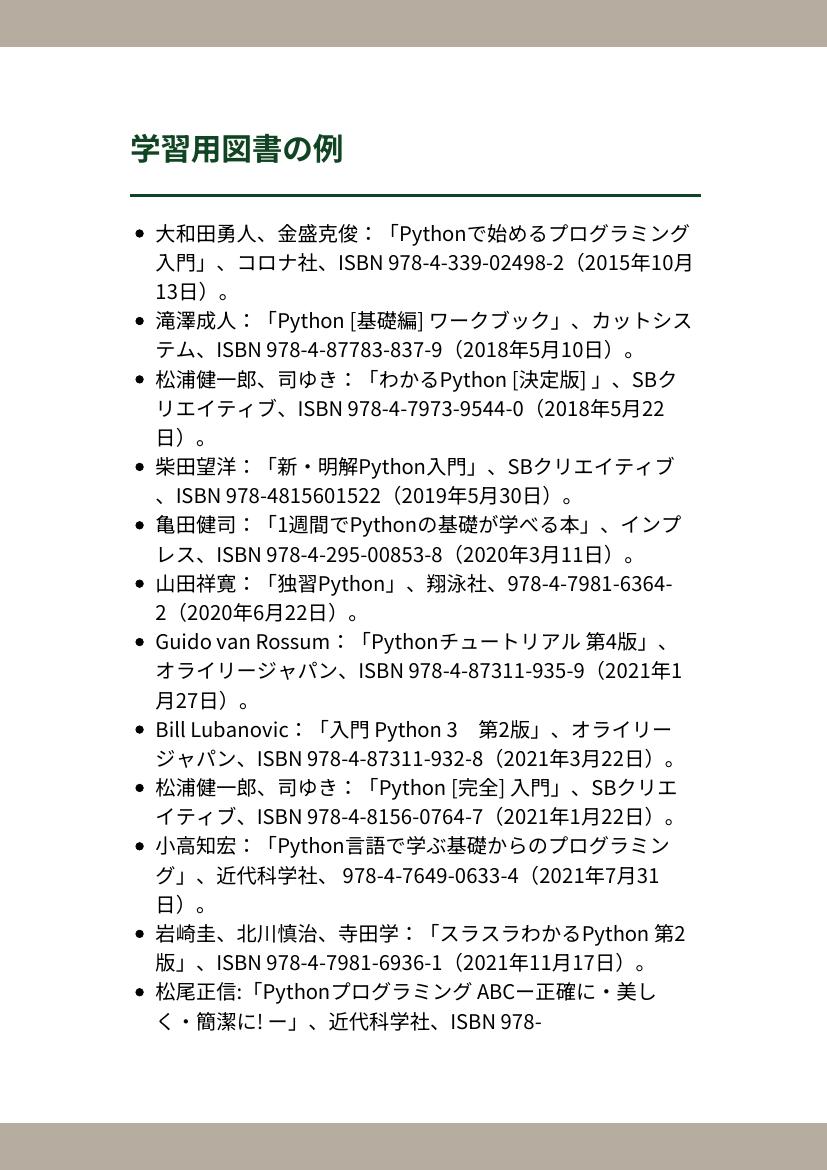 学習用図書の例
大和田勇人、金盛克俊：「Pythonで始めるプログラミング
入門」、コロナ社、ISBN 978-4-339-02498-2（2015年10月
13日）。
滝澤成人：「Python [基礎編] ワークブック」、カットシス
テム、ISBN 978-4-87783-837-9（2018年5月10日）。
松浦健一郎、司ゆき：「わかるPython [決定版] 」、SBク
リエイティブ、ISBN 978-4-7973-9544-0（2018年5月22
日）。
柴田望洋：「新・明解Python入門」、SBクリエイティブ
、ISBN 978-4815601522（2019年5月30日）。
亀田健司：「1週間でPythonの基礎が学べる本」、インプ
レス、ISBN 978-4-295-00853-8（2020年3月11日）。
山田祥寛：「独習Python」、翔泳社、978-4-7981-6364-
2（2020年6月22日）。
Guido van Rossum：「Pythonチュートリアル 第4版」、
オライリージャパン、ISBN 978-4-87311-935-9（2021年1
月27日）。
Bill Lubanovic：「入門 Python 3　第2版」、オライリー
ジャパン、ISBN 978-4-87311-932-8（2021年3月22日）。
松浦健一郎、司ゆき：「Python [完全] 入門」、SBクリエ
イティブ、ISBN 978-4-8156-0764-7（2021年1月22日）。
小高知宏：「Python言語で学ぶ基礎からのプログラミン
グ」、近代科学社、 978-4-7649-0633-4（2021年7月31
日）。
岩崎圭、北川慎治、寺田学：「スラスラわかるPython 第2
版」、ISBN 978-4-7981-6936-1（2021年11月17日）。
松尾正信:「Pythonプログラミング ABCー正確に・美し
く・簡潔に! ー」、近代科学社、ISBN 978-